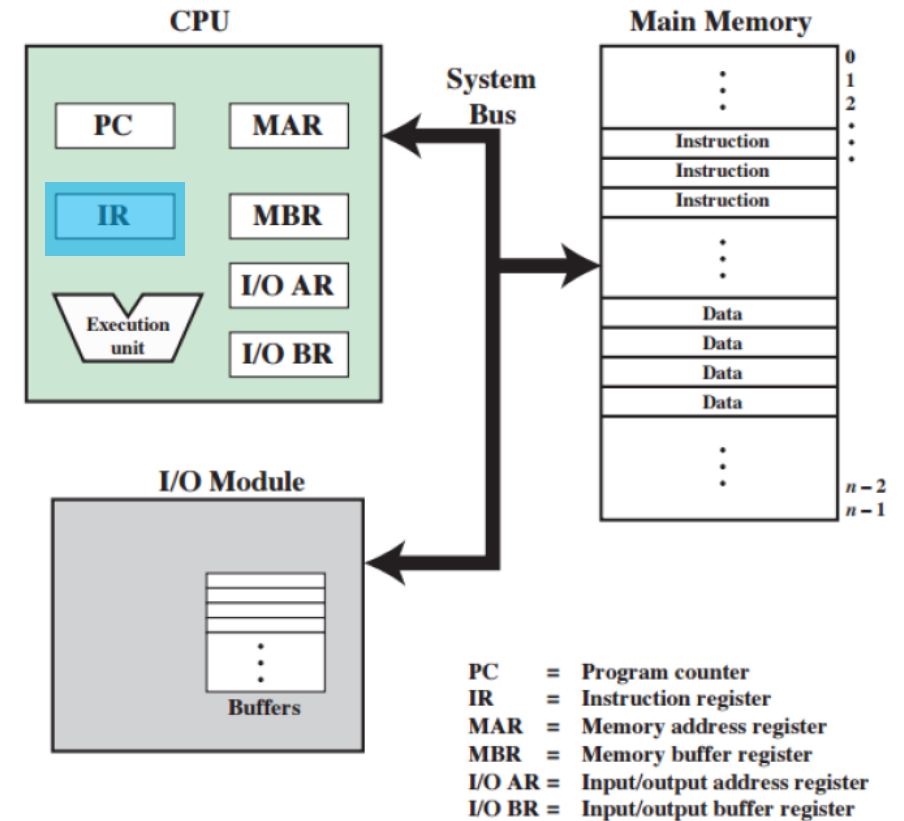 CPU
PC
MAR
IR
MBR
I/O AR
Execution
unit
I/O BR
System
Bus
Main Memory
0
1
2
Instruction
Instruction
Instruction
Data
Data
Data
Data
n – 2
n – 1
I/O Module
Buffers
PC = Program counter
IR = Instruction register
MAR = Memory address register
MBR = Memory buffer register
I/O AR = Input/output address register
I/O BR = Input/output buffer register